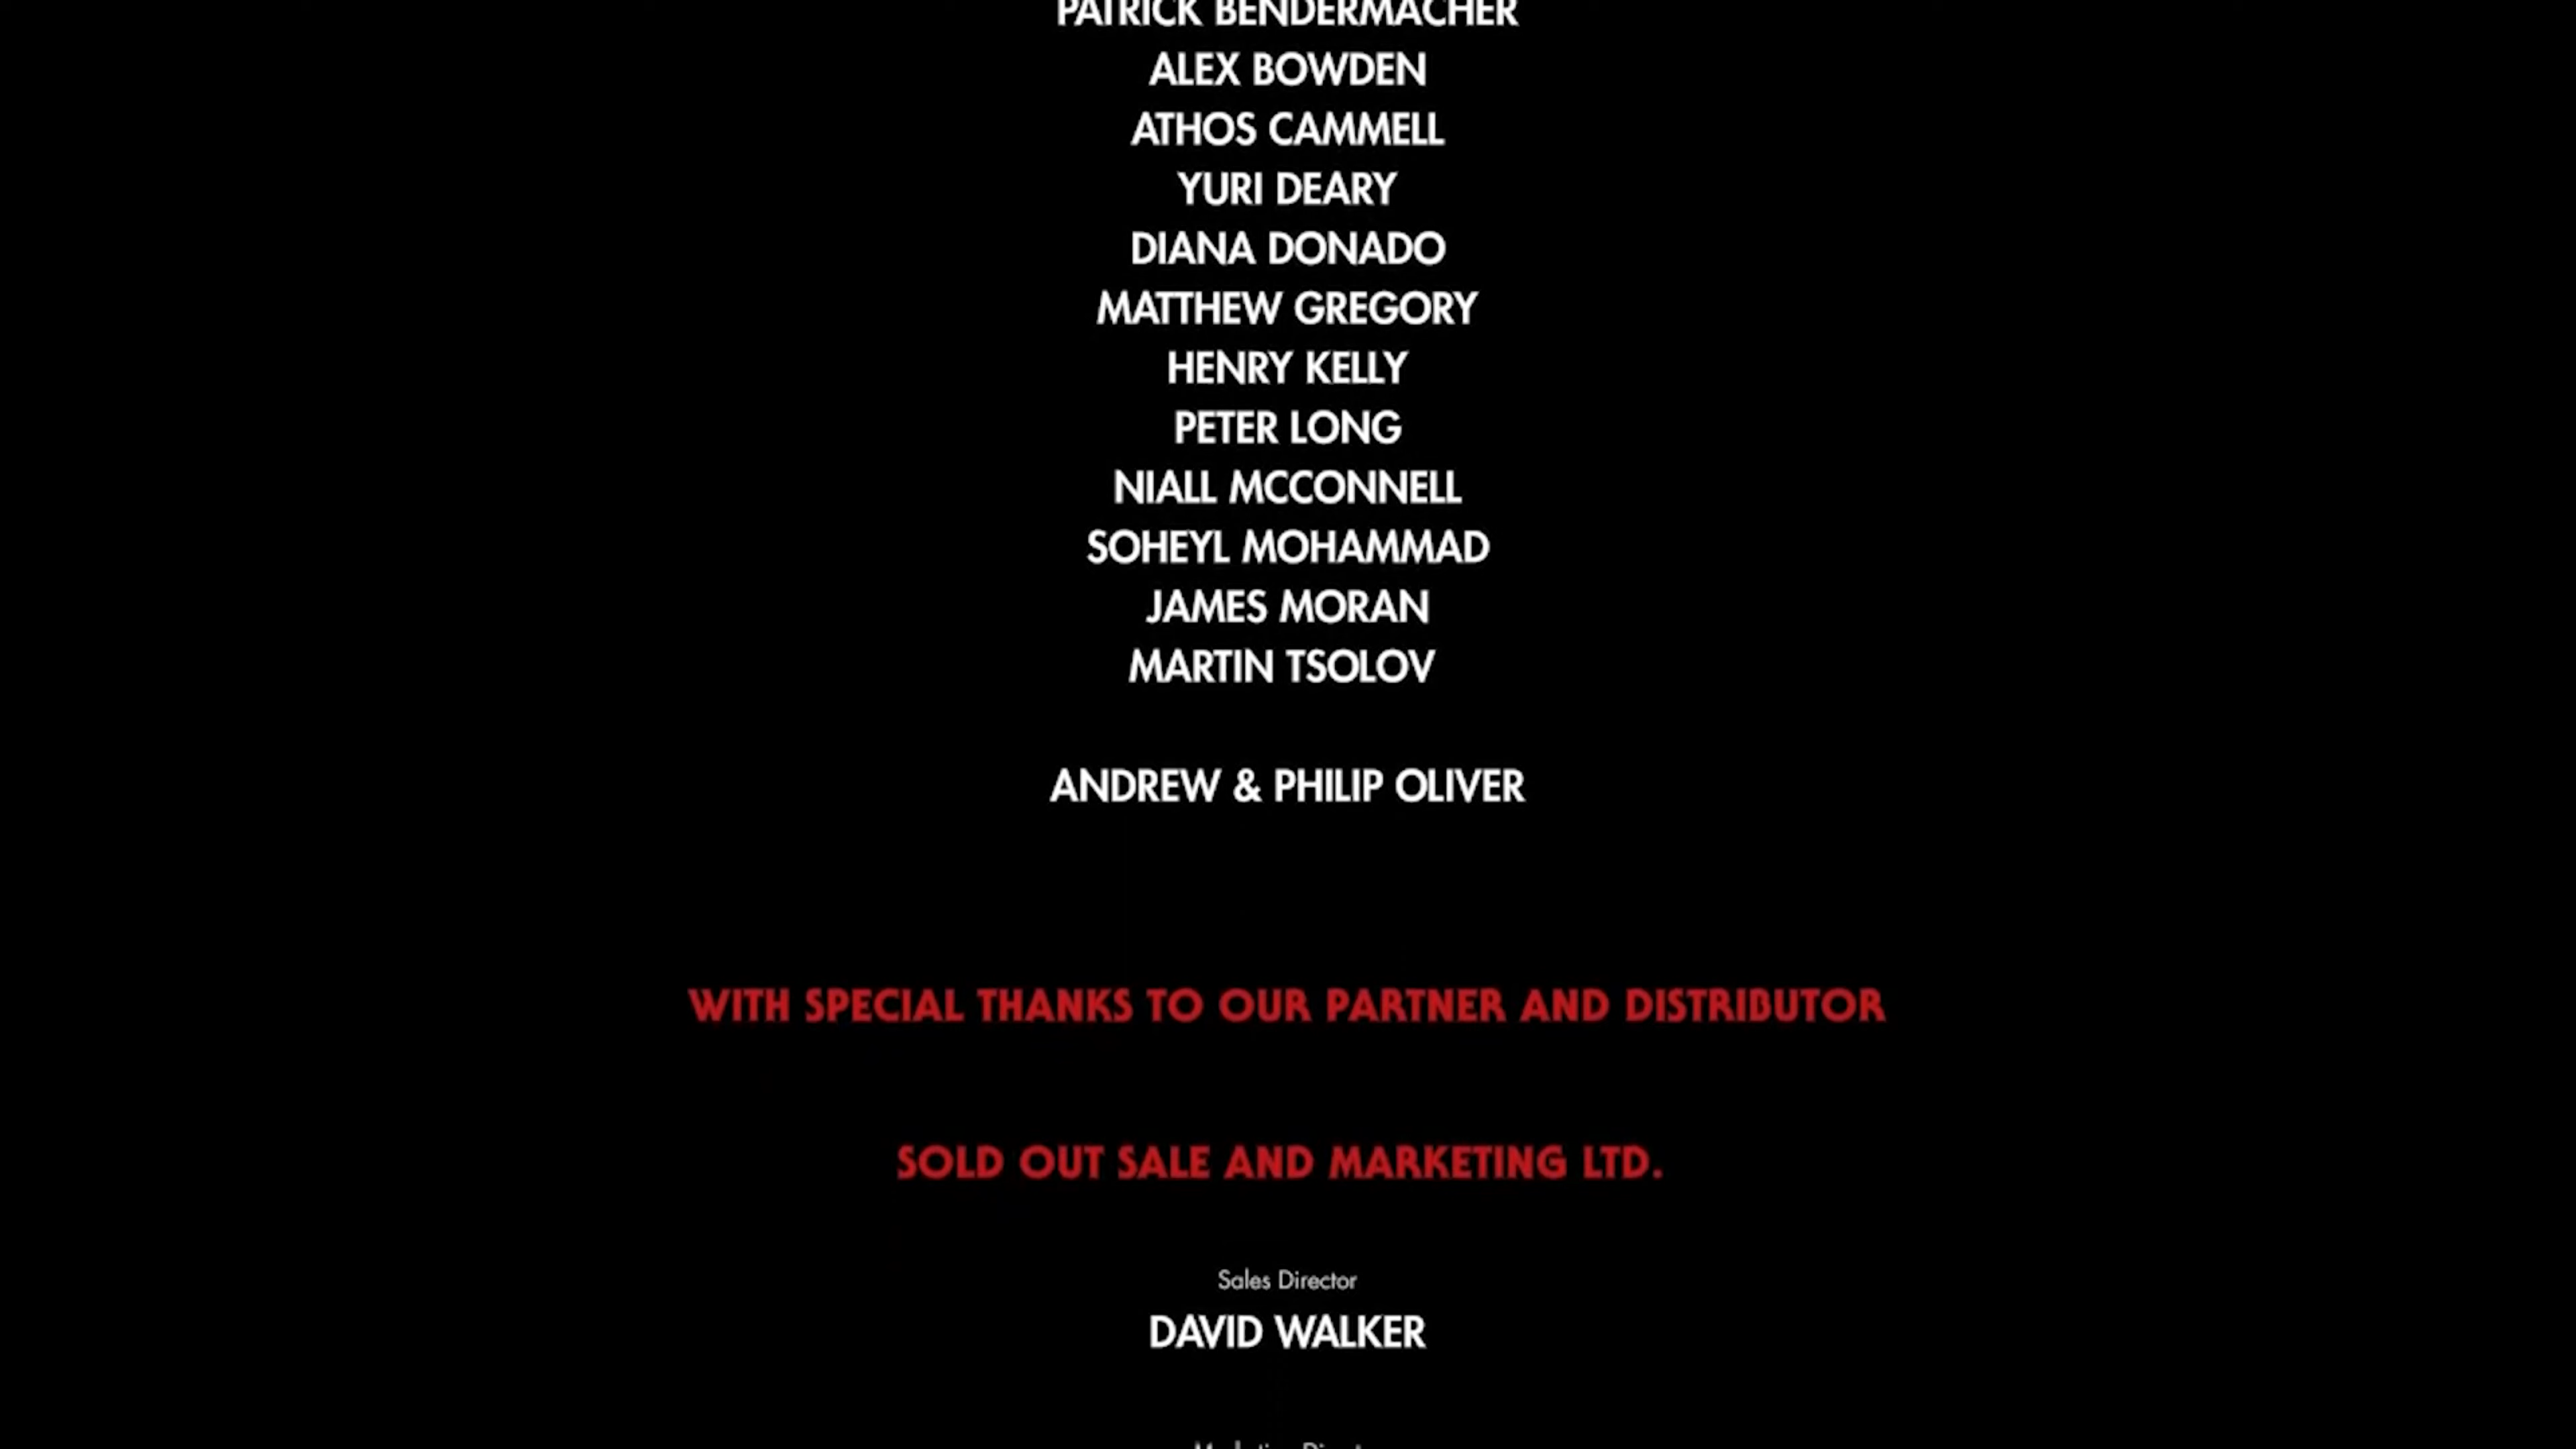 PATRICK BENDERMACHER
ALEX BOWDEN
ATHOS CAMMELL
YURI DEARY
DIANA DONADO
MATTHEW GREGORY
HENRY KELLY
PETER LONG
NIALL MCCONNELL
SOHEYL MOHAMMAD
JAMES MORAN
MARTIN TSOLOV
ANDREW & PHILIP OLIVER
WITH SPECIAL THANKS TO OUR PARTNER AND DISTRIBUTOR
SOLD OUT SALE AND MARKETING LTD.
Sales Director
DAVID WALKER